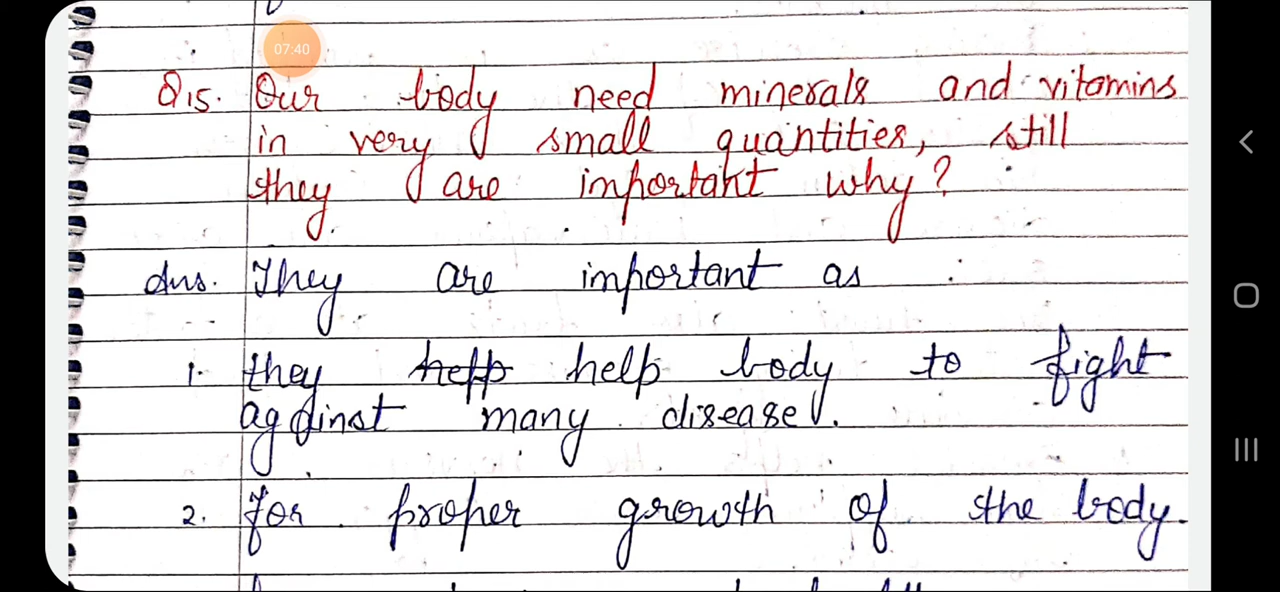 07:40
Q15. Our body need minerals and vitamins
in very small quantities, still
they are important why?
Ans. They are important as :
1. they help help body to fight
against many disease.
2. for proper growth of the body.